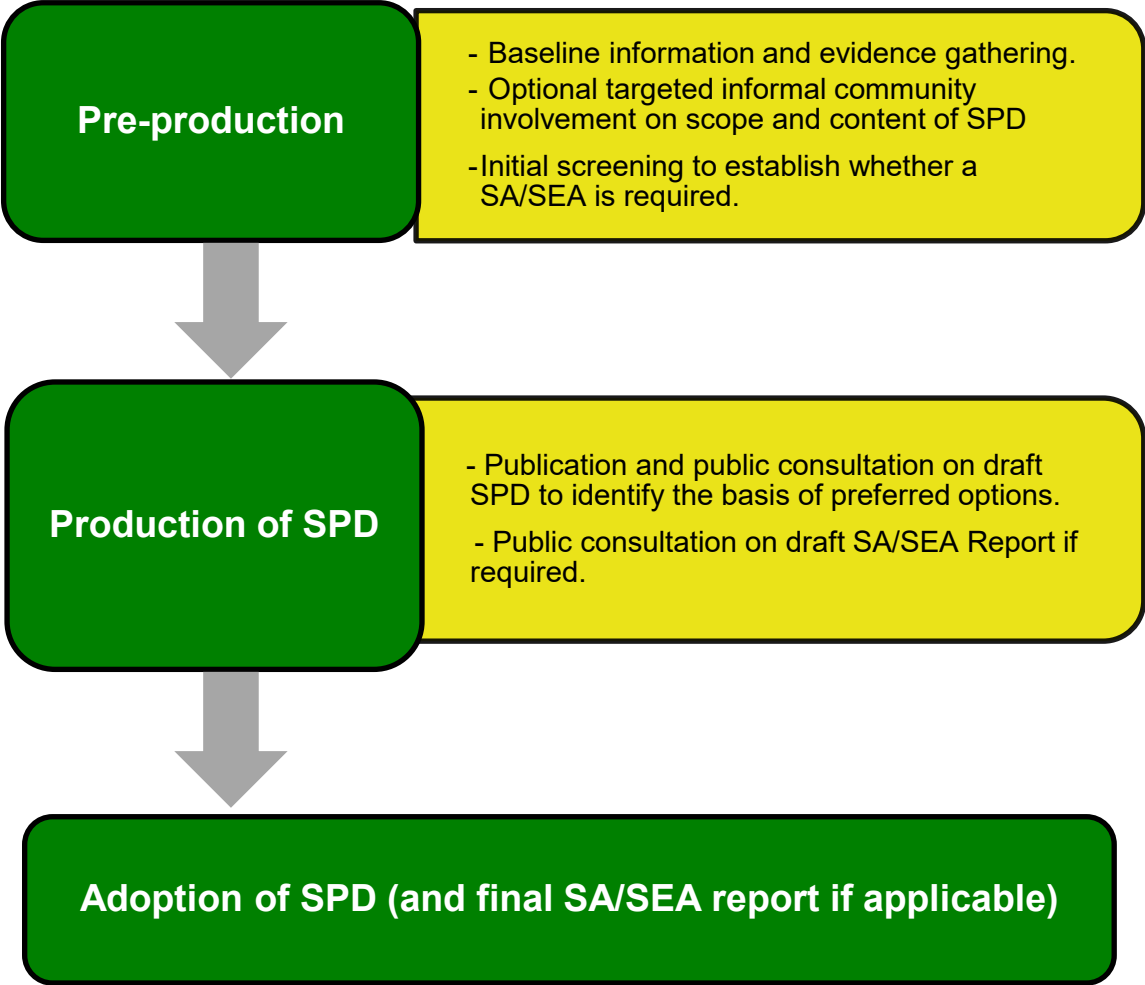 Pre-production
- Baseline information and evidence gathering.
- Optional targeted informal community
involvement on scope and content of SPD
-Initial screening to establish whether a
SA/SEA is required.
Production of SPD
- Publication and public consultation on draft
SPD to identify the basis of preferred options.
- Public consultation on draft SA/SEA Report if
required.
Adoption of SPD (and final SA/SEA report if applicable)